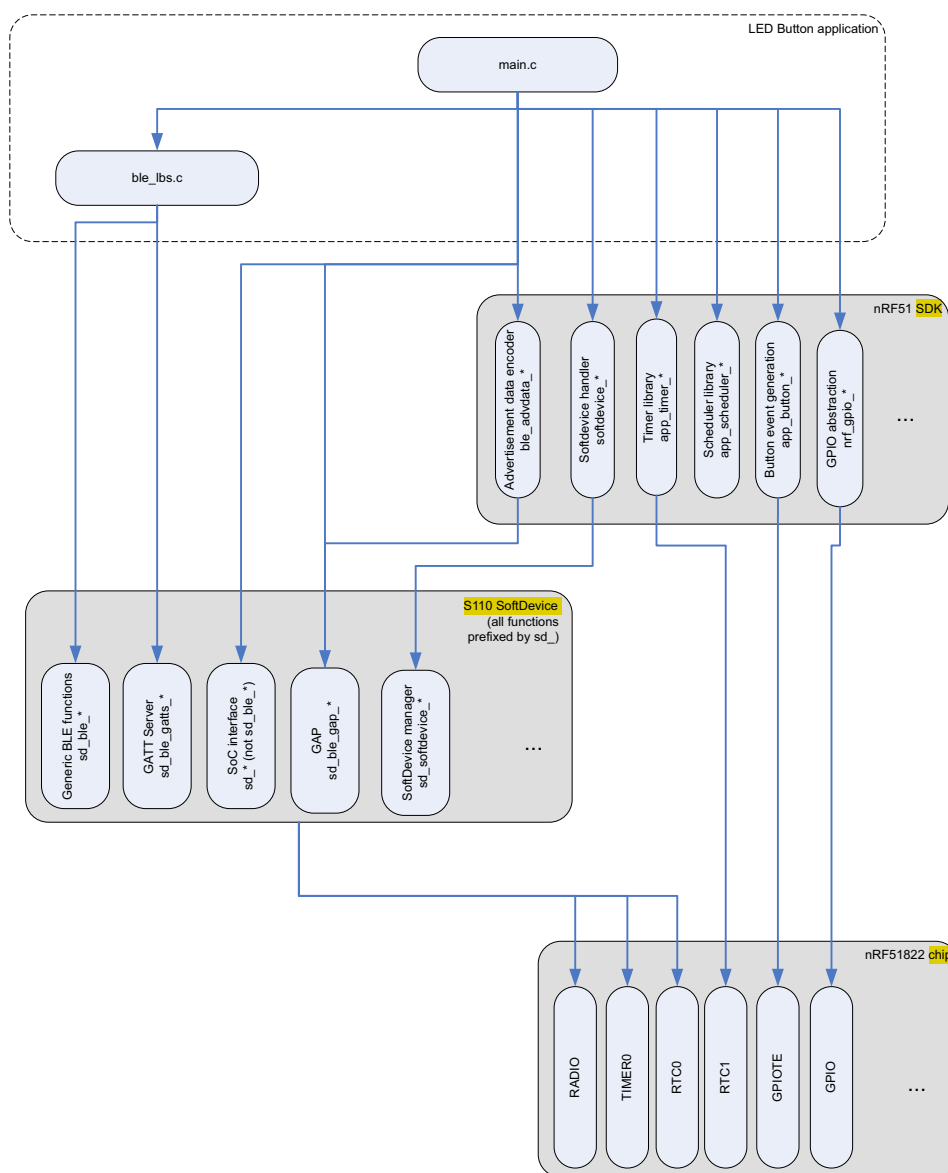 LED Button application
main.c
ble_lbs.c
nRF51 SDK
Advertisement data encoder
ble_advdata_*
Softdevice handler
softdevice_*
Timer library
app_timer_*
Scheduler library
app_scheduler_*
Button event generation
app_button_*
GPIO abstraction
nrf_gpio_*
...
S110 SoftDevice
(all functions
prefixed by sd_)
Generic BLE functions
sd_ble_*
GATT Server
sd_ble_gatts_*
SoC interface
sd_* (not sd_ble_*)
GAP
sd_ble_gap_*
SoftDevice manager
sd_softdevice_*
...
nRF51822 chip
RADIO
TIMER0
RTC0
RTC1
GPIOTE
GPIO
...